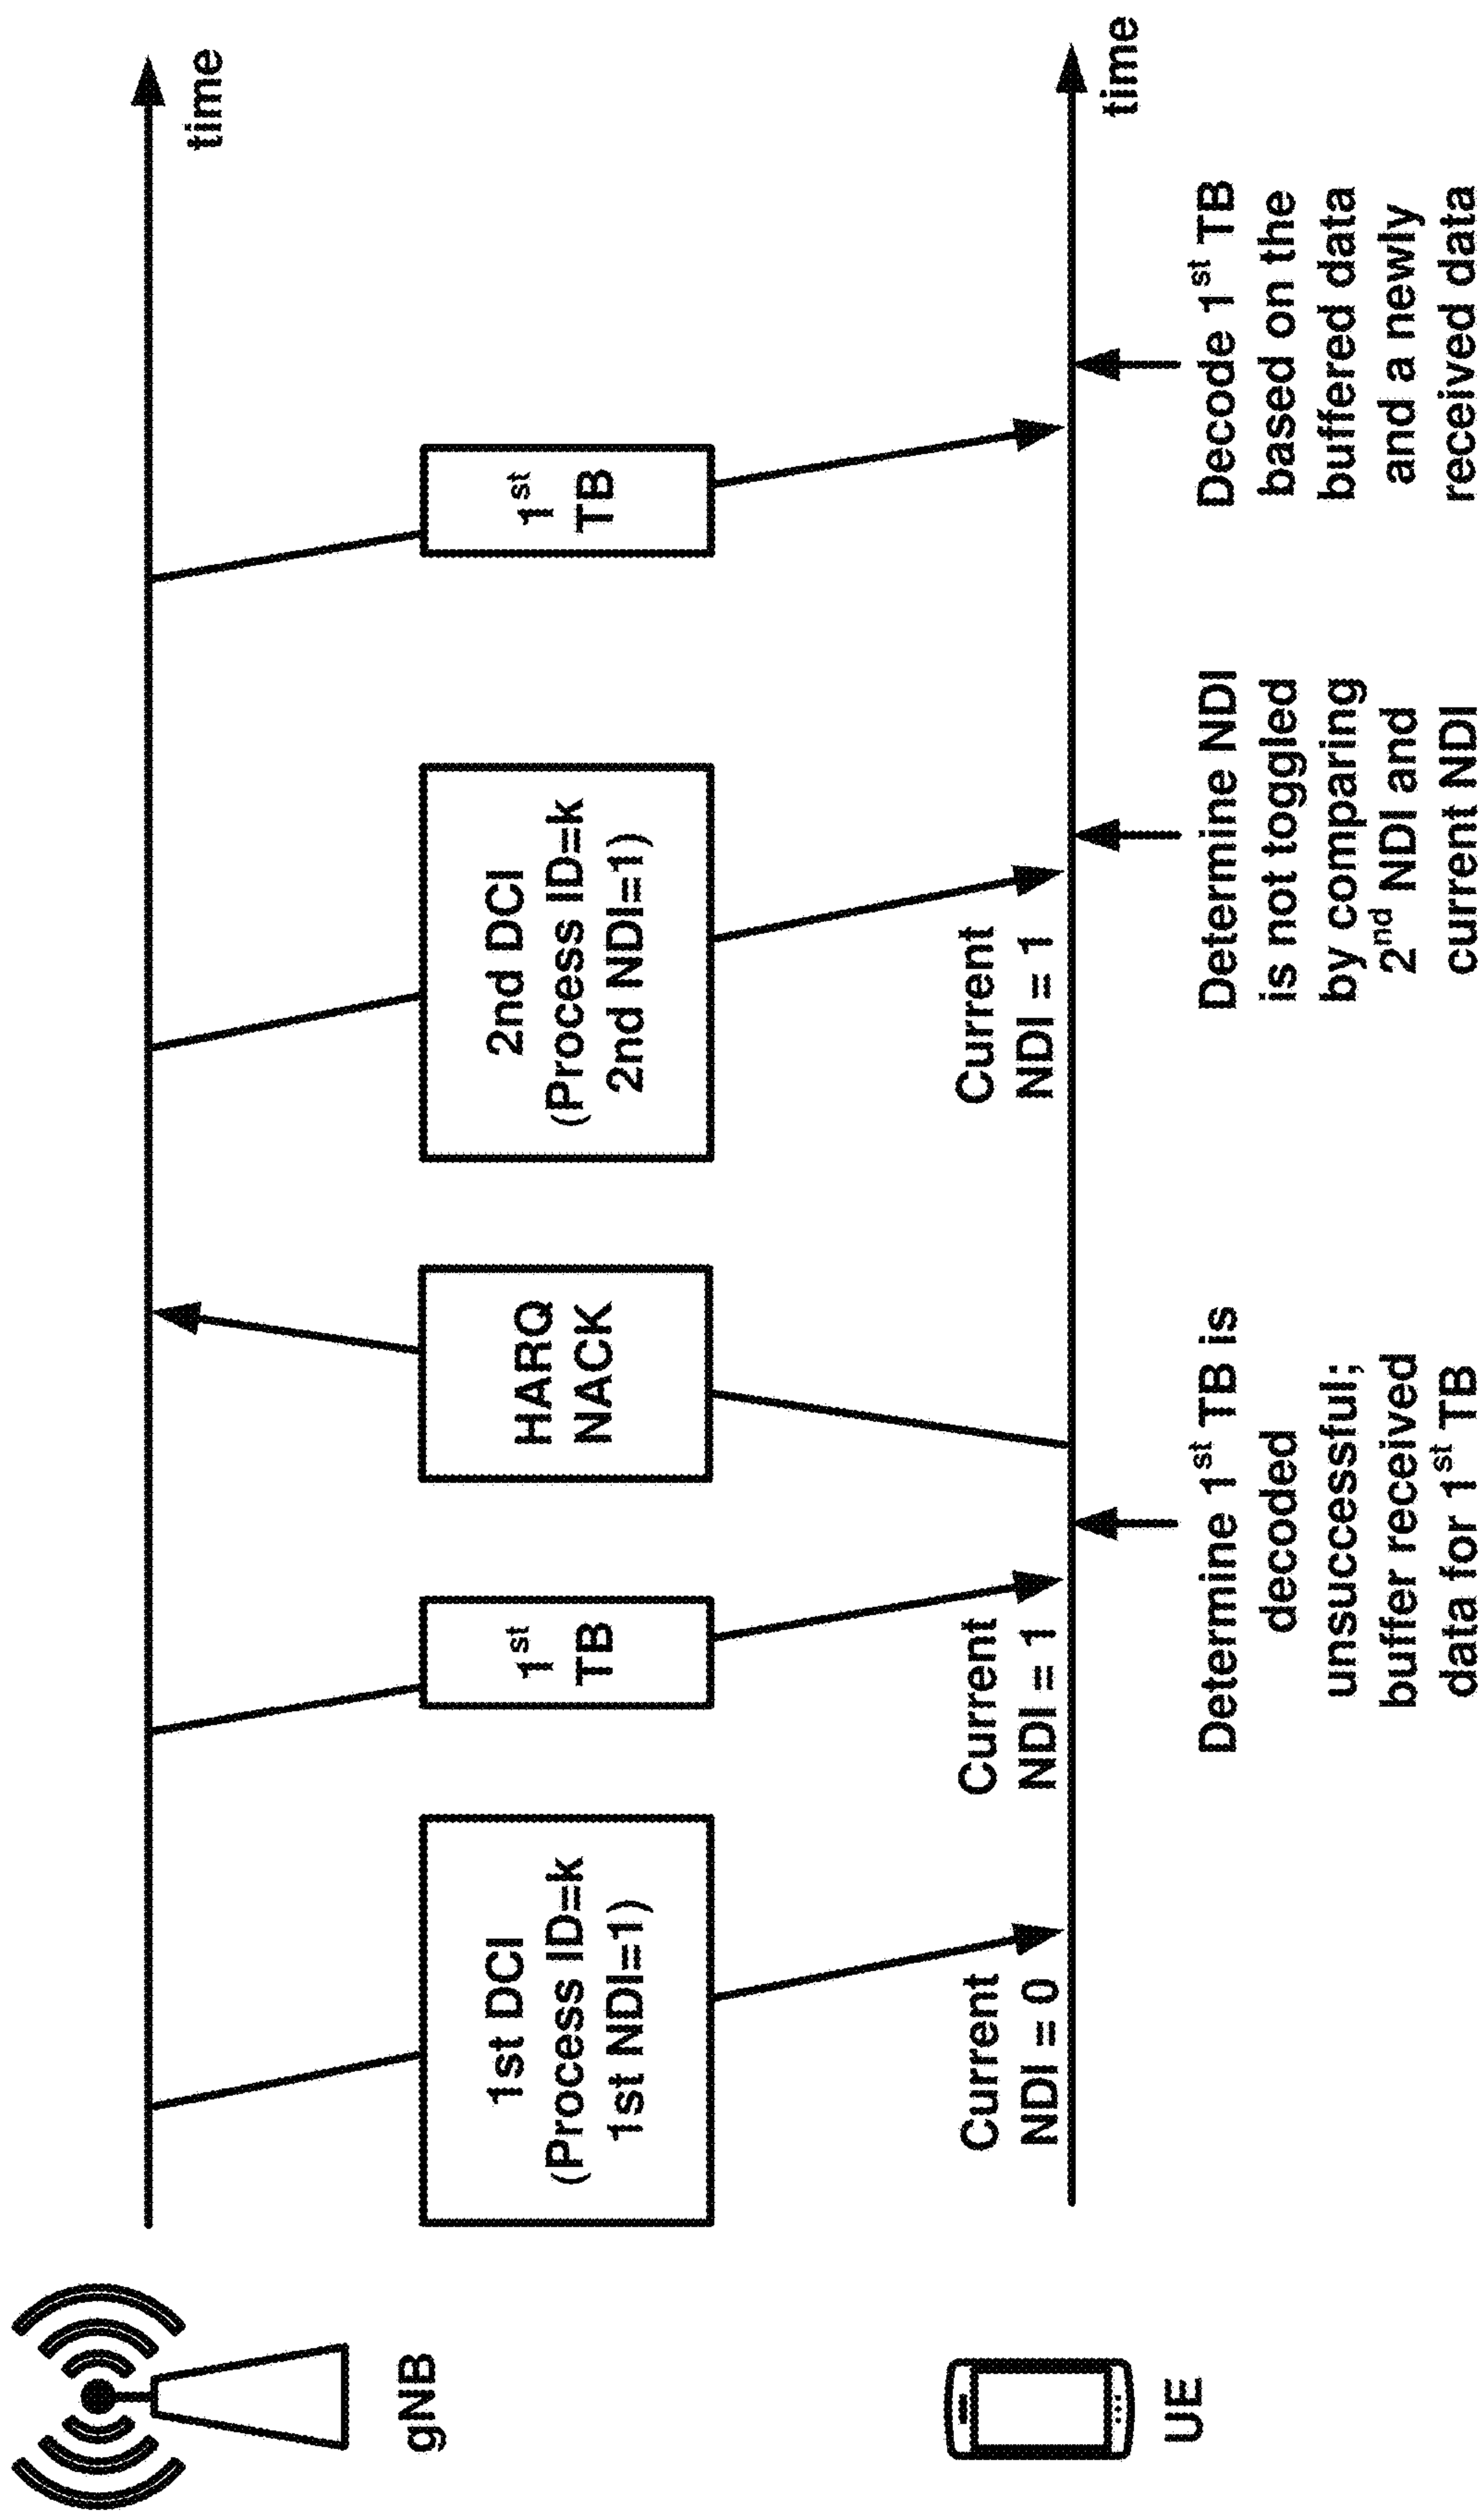 gNB
time
1st DCI
(Process ID=k
1st NDI=1)
1st
TB
HARQ
NACK
2nd DCI
(Process ID=k
2nd NDI=1)
1st
TB
Current
NDI = 0
Current
NDI = 1
Current
NDI = 1
UE
time
Determine 1st TB is
decoded
unsuccessful;
buffer received
data for 1st TB
Determine NDI
is not toggled
by comparing
2nd NDI and
current NDI
Decode 1st TB
based on the
buffered data
and a newly
received data